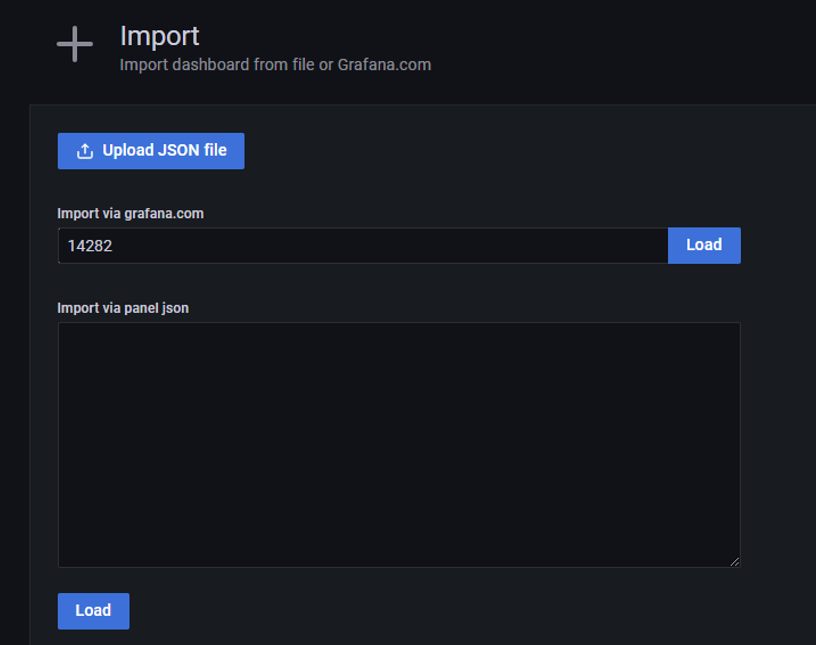 Import
Import dashboard from file or Grafana.com
Upload JSON file
Import via grafana.com
14282
Load
Import via panel json
Load